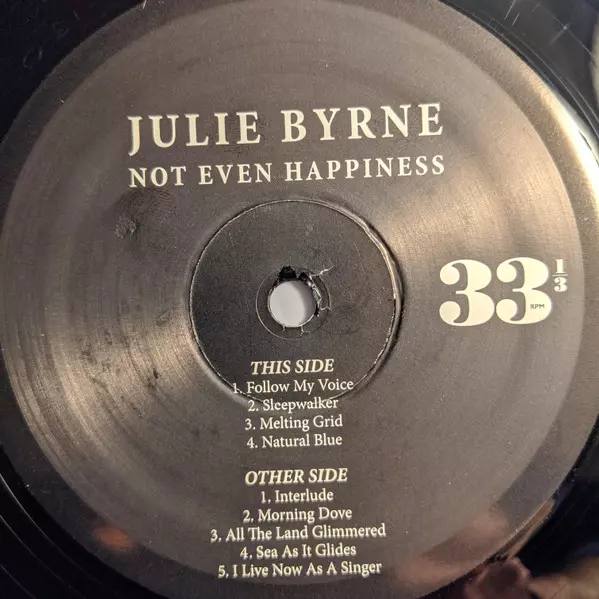 JULIE BYRNE
NOT EVEN HAPPINESS
33 1/3
RPM
THIS SIDE
1. Follow My Voice
2. Sleepwalker
3. Melting Grid
4. Natural Blue
OTHER SIDE
1. Interlude
2. Morning Dove
3. All The Land Glimmered
4. Sea As It Glides
5. I Live Now As A Singer